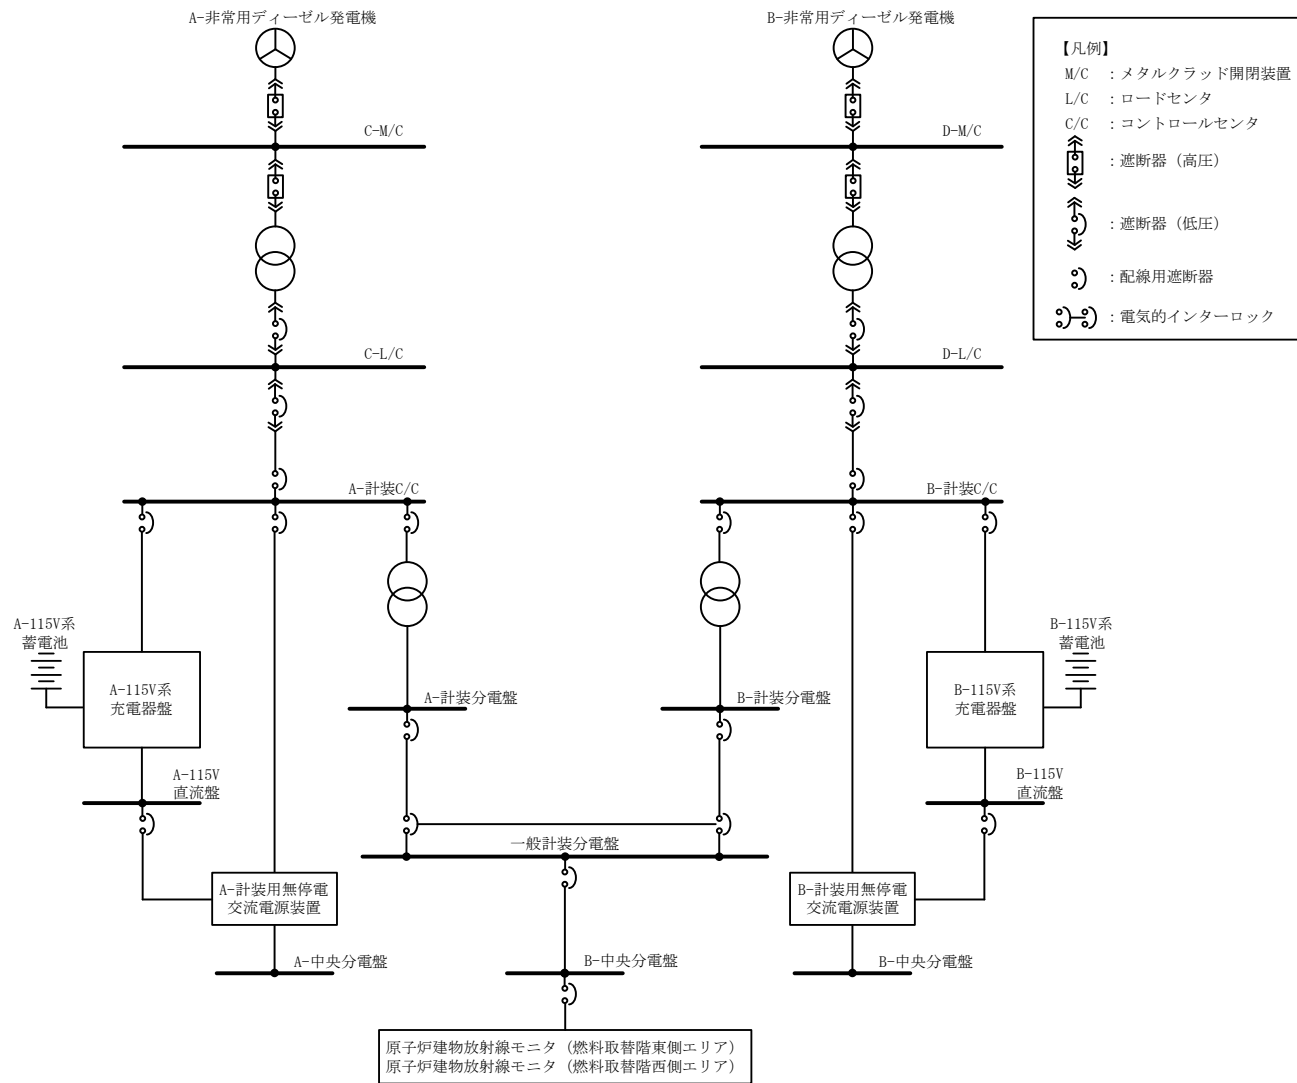 A-非常用ディーゼル発電機
B-非常用ディーゼル発電機
【凡例】
M/C ：メタルクラッド開閉装置
L/C ：ロードセンタ
C/C ：コントロールセンタ
：遮断器（高圧）
：遮断器（低圧）
：配線用遮断器
：電気的インターロック
C-M/C
D-M/C
C-L/C
D-L/C
A-計装C/C
B-計装C/C
A-115V系
蓄電池
A-115V系
充電器盤
B-115V系
充電器盤
B-115V系
蓄電池
A-計装分電盤
B-計装分電盤
A-115V
直流盤
B-115V
直流盤
一般計装分電盤
A-計装用無停電
交流電源装置
B-計装用無停電
交流電源装置
A-中央分電盤
B-中央分電盤
B-中央分電盤
原子炉建物放射線モニタ（燃料取替階東側エリア）
原子炉建物放射線モニタ（燃料取替階西側エリア）